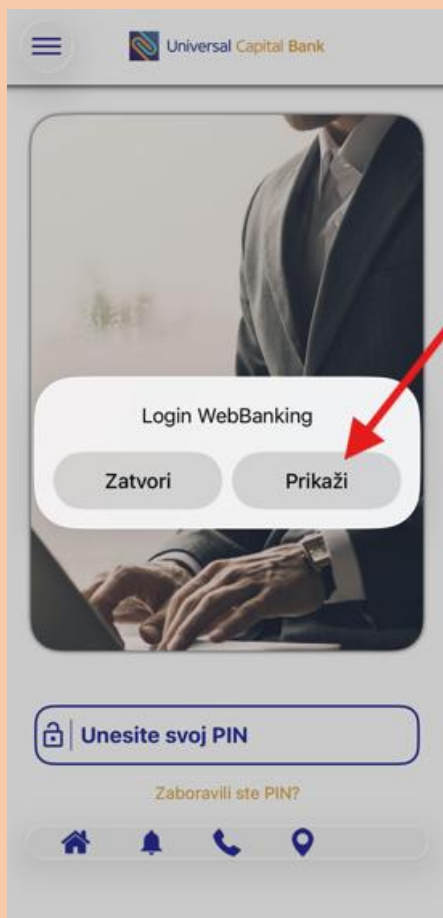 Universal Capital Bank
Login WebBanking
Zatvori
Prikaži
Unesite svoj PIN
Zaboravili ste PIN?